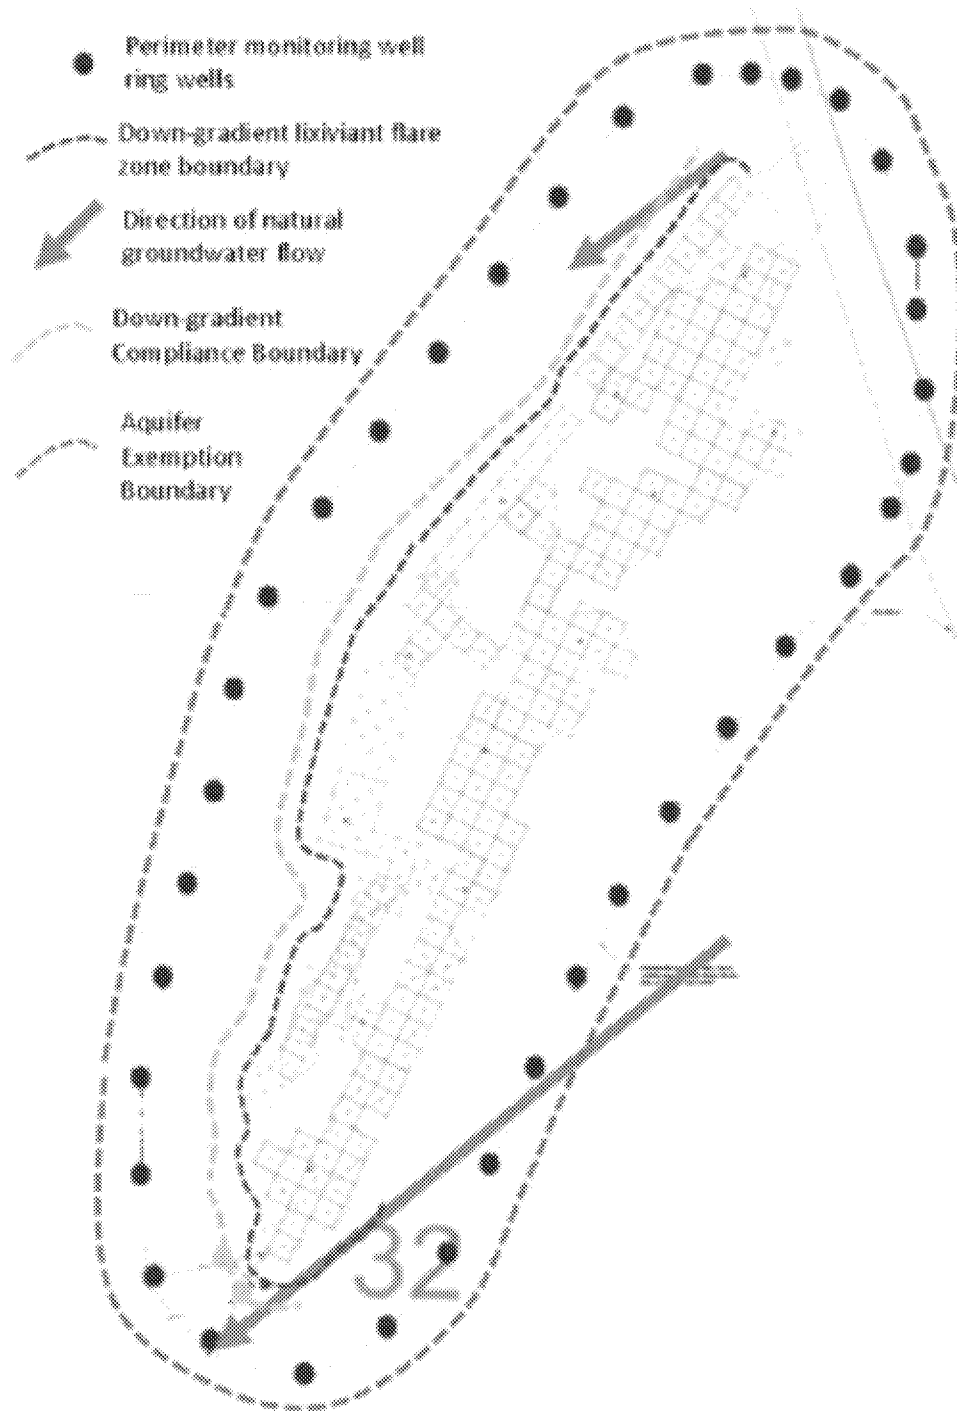 Perimeter monitoring well
ring wells
Down-gradient lixiviant flare
zone boundary
Direction of natural
groundwater flow
Down-gradient
Compliance Boundary
Aquifer
Exemption
Boundary
32